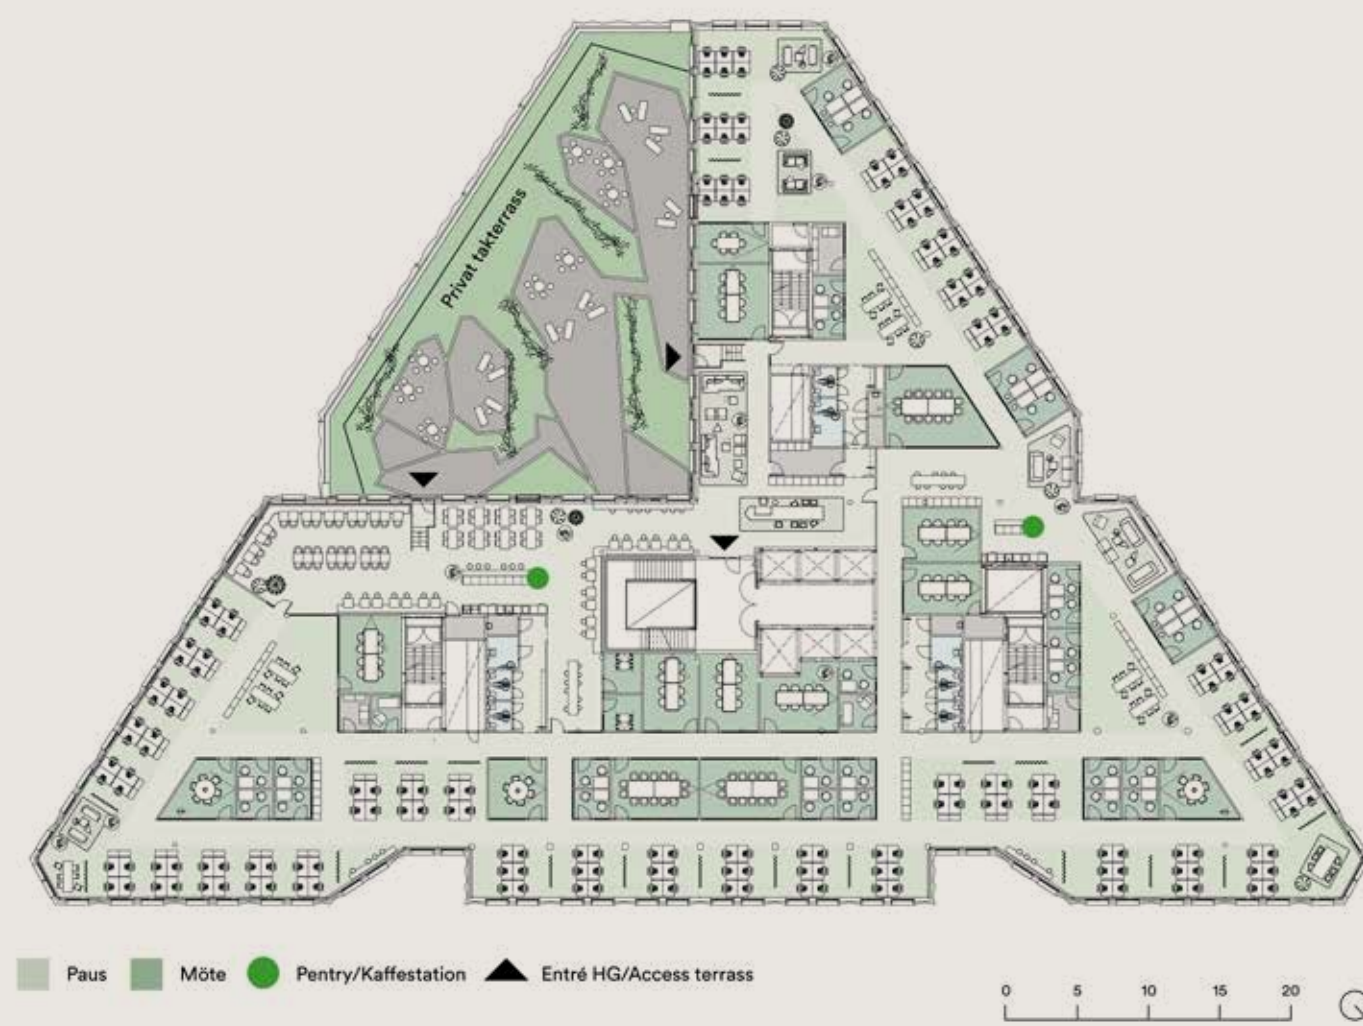 Privat takterrass
Paus
Möte
Pentry/Kaffestation
Entré HG/Access terrass
0 5 10 15 20